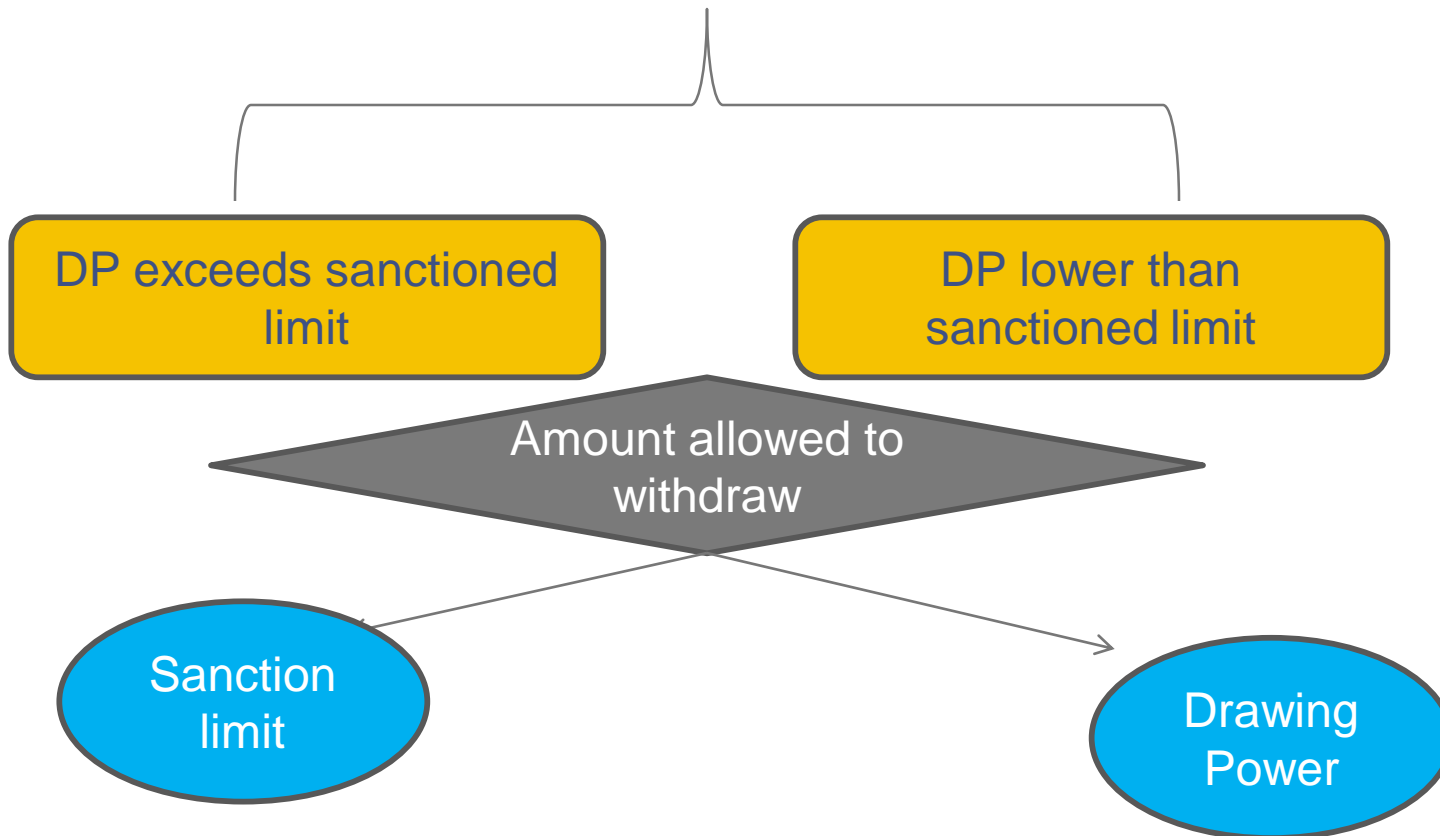 DP exceeds sanctioned
limit
DP lower than
sanctioned limit
Amount allowed to
withdraw
Sanction
limit
Drawing
Power